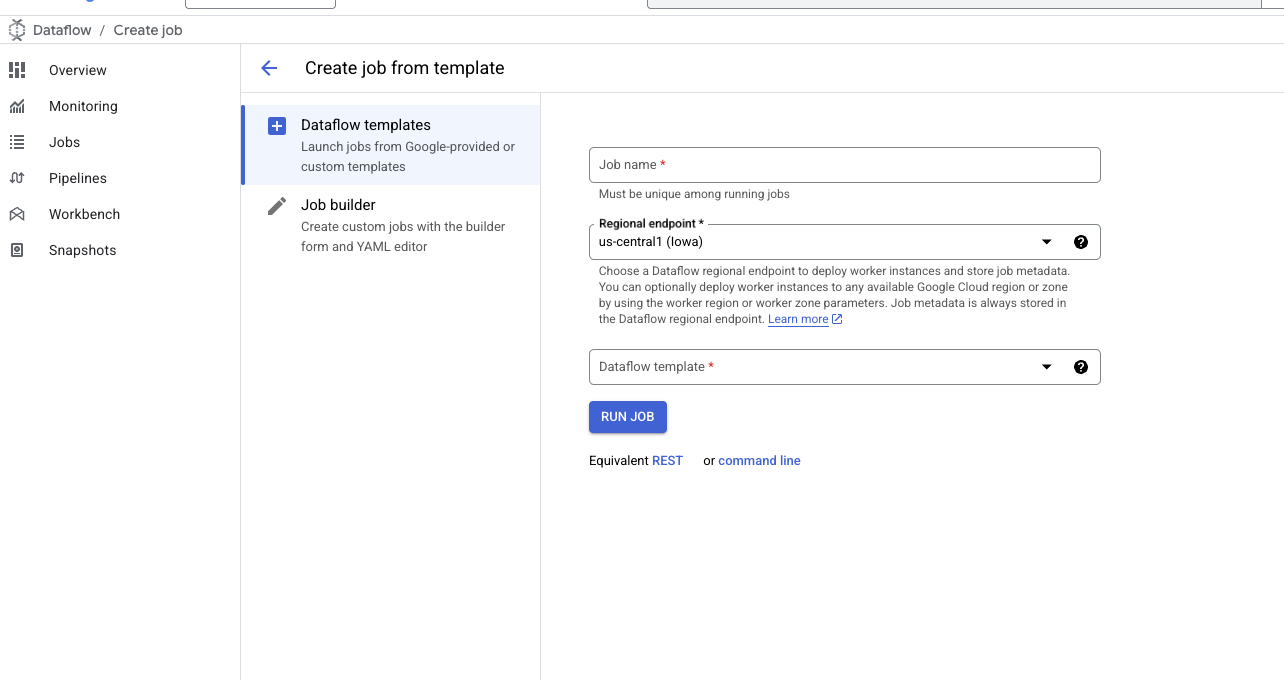 Dataflow / Create job
Overview
Monitoring
Jobs
Pipelines
Workbench
Snapshots
Create job from template
Dataflow templates
Launch jobs from Google-provided or
custom templates
Job builder
Create custom jobs with the builder
form and YAML editor
Job name *
Must be unique among running jobs
Regional endpoint *
us-central1 (Iowa)
Choose a Dataflow regional endpoint to deploy worker instances and store job metadata.
You can optionally deploy worker instances to any available Google Cloud region or zone
by using the worker region or worker zone parameters. Job metadata is always stored in
the Dataflow regional endpoint. Learn more
Dataflow template *
RUN JOB
Equivalent REST or command line